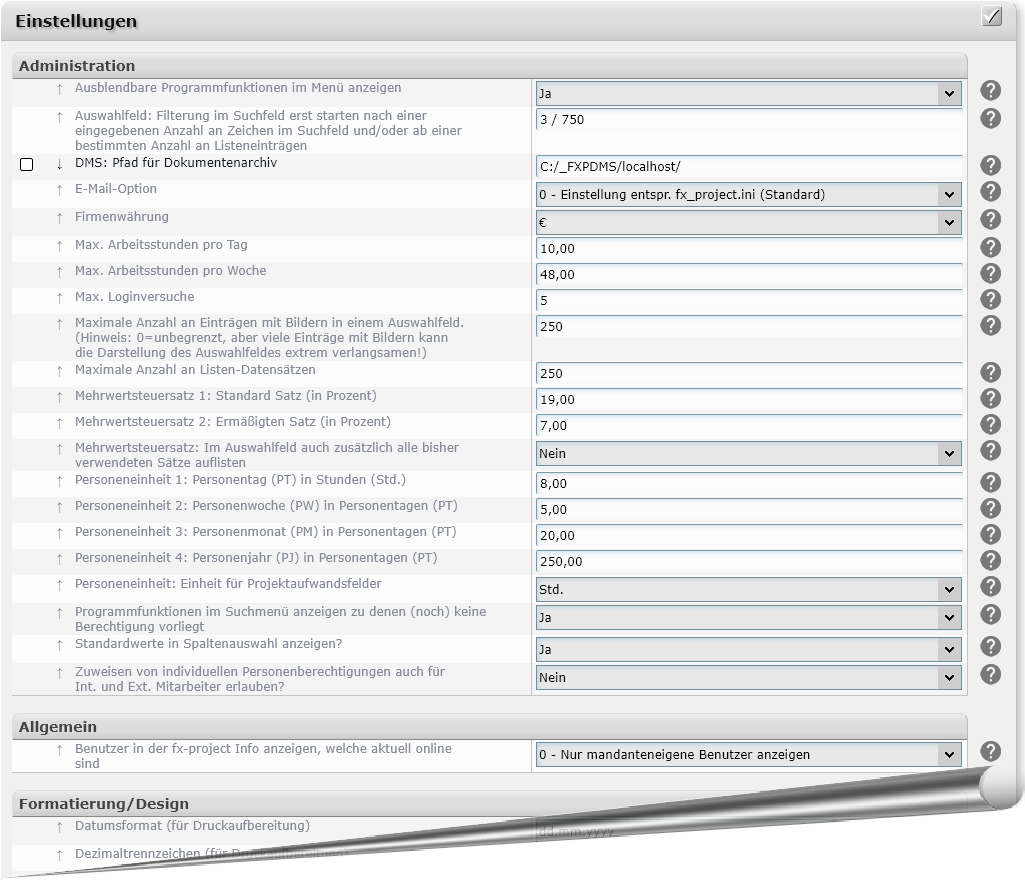 Einstellungen
Administration
↑ Ausblendbare Programmfunktionen im Menü anzeigen
Ja
↑ Auswahlfeld: Filterung im Suchfeld erst starten nach einer
eingegebenen Anzahl an Zeichen im Suchfeld und/oder ab einer
bestimmten Anzahl an Listeneinträgen
3 / 750
↓ DMS: Pfad für Dokumentenarchiv
C:/_FXPDMS/localhost/
↑ E-Mail-Option
0 - Einstellung entspr. fx_project.ini (Standard)
↑ Firmenwährung
€
↑ Max. Arbeitsstunden pro Tag
10,00
↑ Max. Arbeitsstunden pro Woche
48,00
↑ Max. Loginversuche
5
↑ Maximale Anzahl an Einträgen mit Bildern in einem Auswahlfeld.
(Hinweis: 0=unbegrenzt, aber viele Einträge mit Bildern kann
die Darstellung des Auswahlfeldes extrem verlangsamen!)
250
↑ Maximale Anzahl an Listen-Datensätzen
250
↑ Mehrwertsteuersatz 1: Standard Satz (in Prozent)
19,00
↑ Mehrwertsteuersatz 2: Ermäßigten Satz (in Prozent)
7,00
↑ Mehrwertsteuersatz: Im Auswahlfeld auch zusätzlich alle bisher
verwendeten Sätze auflisten
Nein
↑ Personeneinheit 1: Personentag (PT) in Stunden (Std.)
8,00
↑ Personeneinheit 2: Personenwoche (PW) in Personentagen (PT)
5,00
↑ Personeneinheit 3: Personenmonat (PM) in Personentagen (PT)
20,00
↑ Personeneinheit 4: Personenjahr (PJ) in Personentagen (PT)
250,00
↑ Personeneinheit: Einheit für Projektaufwandsfelder
Std.
↑ Programmfunktionen im Suchmenü anzeigen zu denen (noch) keine
Berechtigung vorliegt
Ja
↑ Standardwerte in Spaltenauswahl anzeigen?
Ja
↑ Zuweisen von individuellen Personenberechtigungen auch für
Int. und Ext. Mitarbeiter erlauben?
Nein
Allgemein
↑ Benutzer in der fx-project Info anzeigen, welche aktuell online
sind
0 - Nur mandanteneigene Benutzer anzeigen
Formatierung/Design
↑ Datumsformat (für Druckaufbereitung)
dd.mm.yyyy
↑ Dezimaltrennzeichen (für Druckaufbereitung)